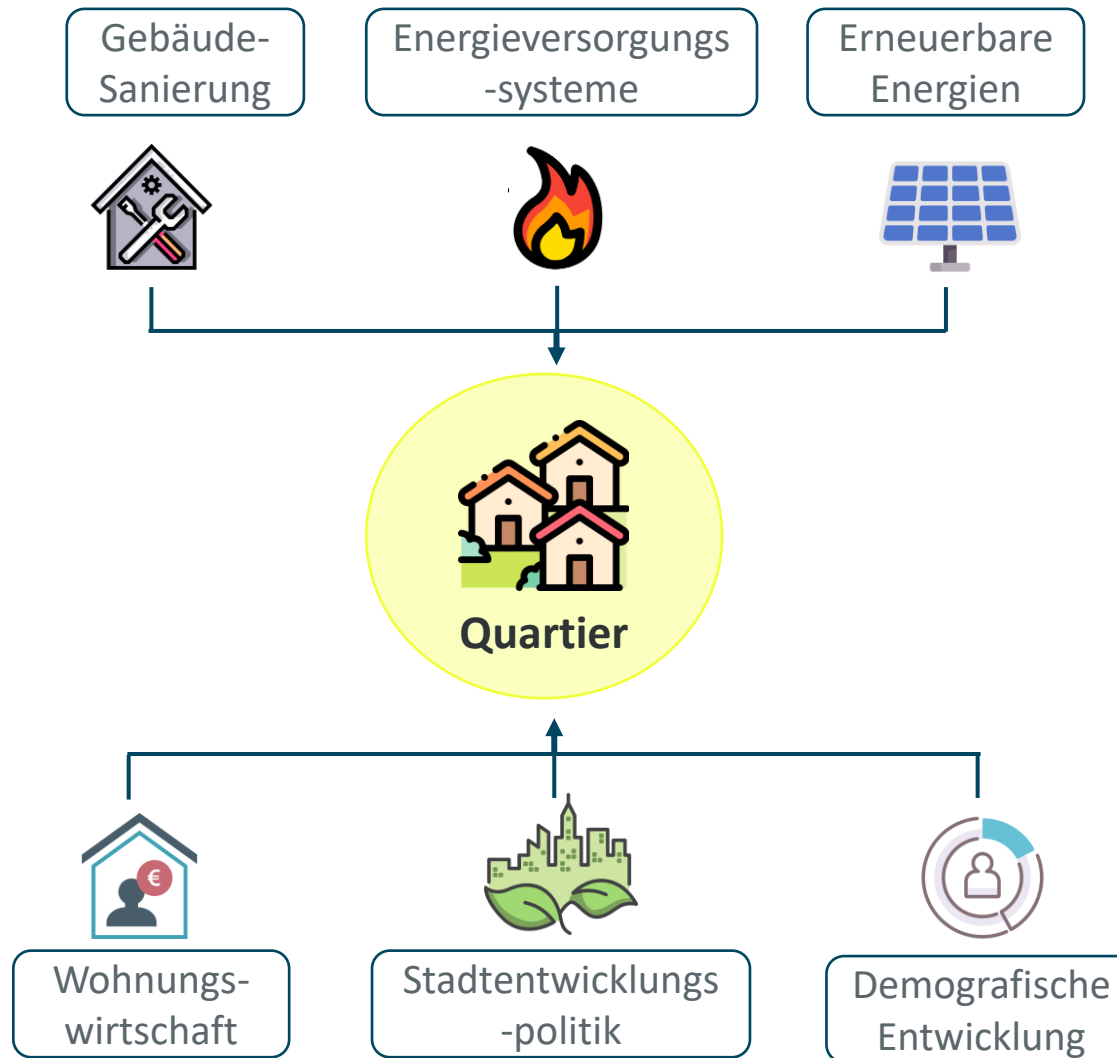 Gebäude-
Sanierung
Energieversorgungs
-systeme
Erneuerbare
Energien
Quartier
€
Wohnungs-
wirtschaft
Stadtentwicklungs
-politik
Demografische
Entwicklung